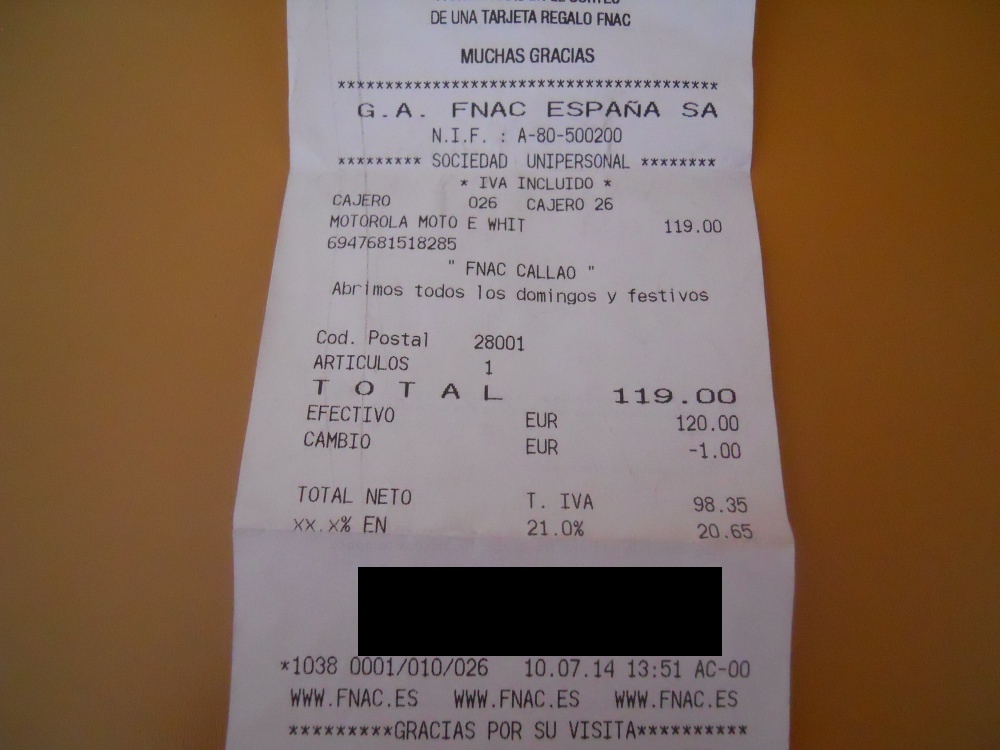 DE UNA TARJETA REGALO FNAC
MUCHAS GRACIAS
****************************************
G.A. FNAC ESPAÑA SA
N.I.F. : A-80-500200
********* SOCIEDAD UNIPERSONAL ********
* IVA INCLUIDO *
CAJERO 026 CAJERO 26
MOTOROLA MOTO E WHIT 119.00
6947681518285
" FNAC CALLAO "
Abrimos todos los domingos y festivos
Cod. Postal 28001
ARTICULOS 1
T O T A L 119.00
EFECTIVO EUR 120.00
CAMBIO EUR -1.00
TOTAL NETO T. IVA 98.35
xx.x% EN 21.0% 20.65
*1038 0001/010/026 10.07.14 13:51 AC-00
WWW.FNAC.ES WWW.FNAC.ES WWW.FNAC.ES
*********GRACIAS POR SU VISITA**********